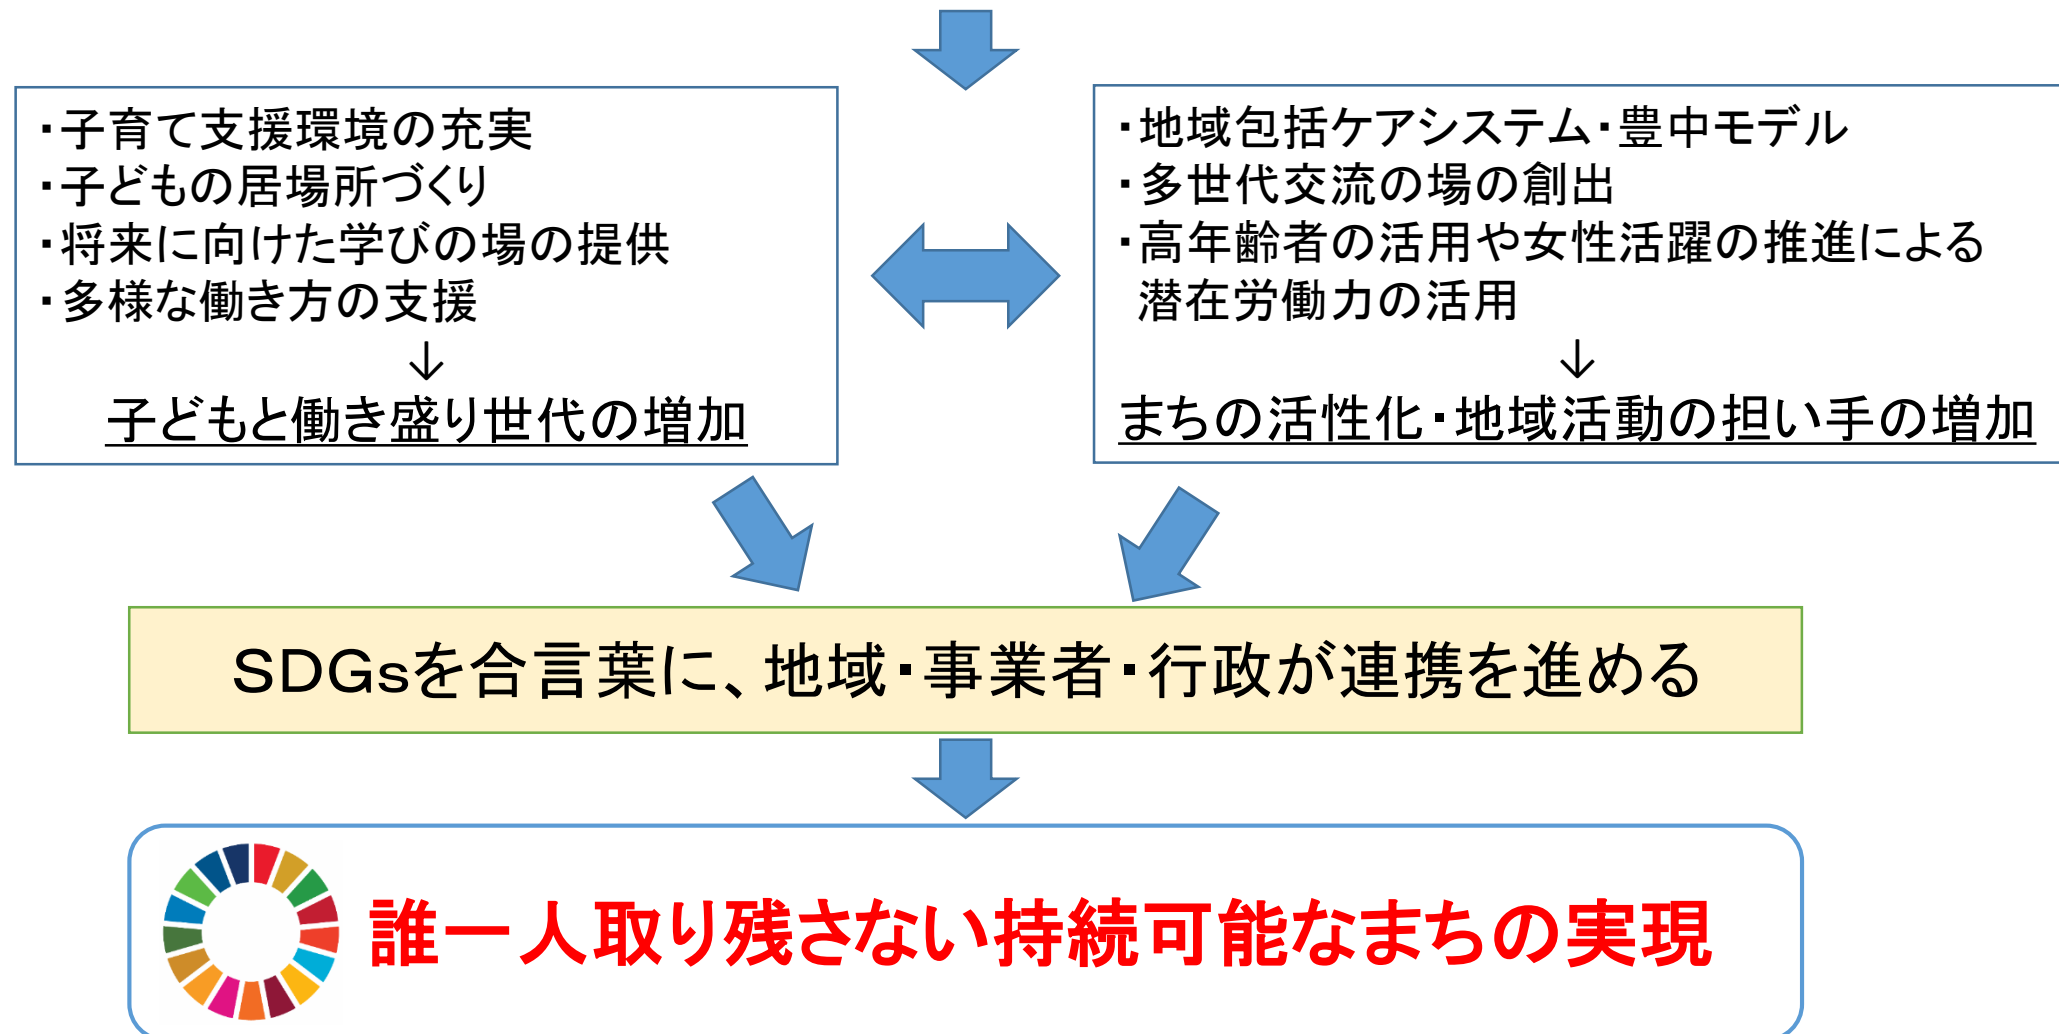 ・子育て支援環境の充実
・子どもの居場所づくり
・将来に向けた学びの場の提供
・多様な働き方の支援
↓
子どもと働き盛り世代の増加
・地域包括ケアシステム・豊中モデル
・多世代交流の場の創出
・高年齢者の活用や女性活躍の推進による
潜在労働力の活用
↓
まちの活性化・地域活動の担い手の増加
SDGsを合言葉に、地域・事業者・行政が連携を進める
誰一人取り残さない持続可能なまちの実現